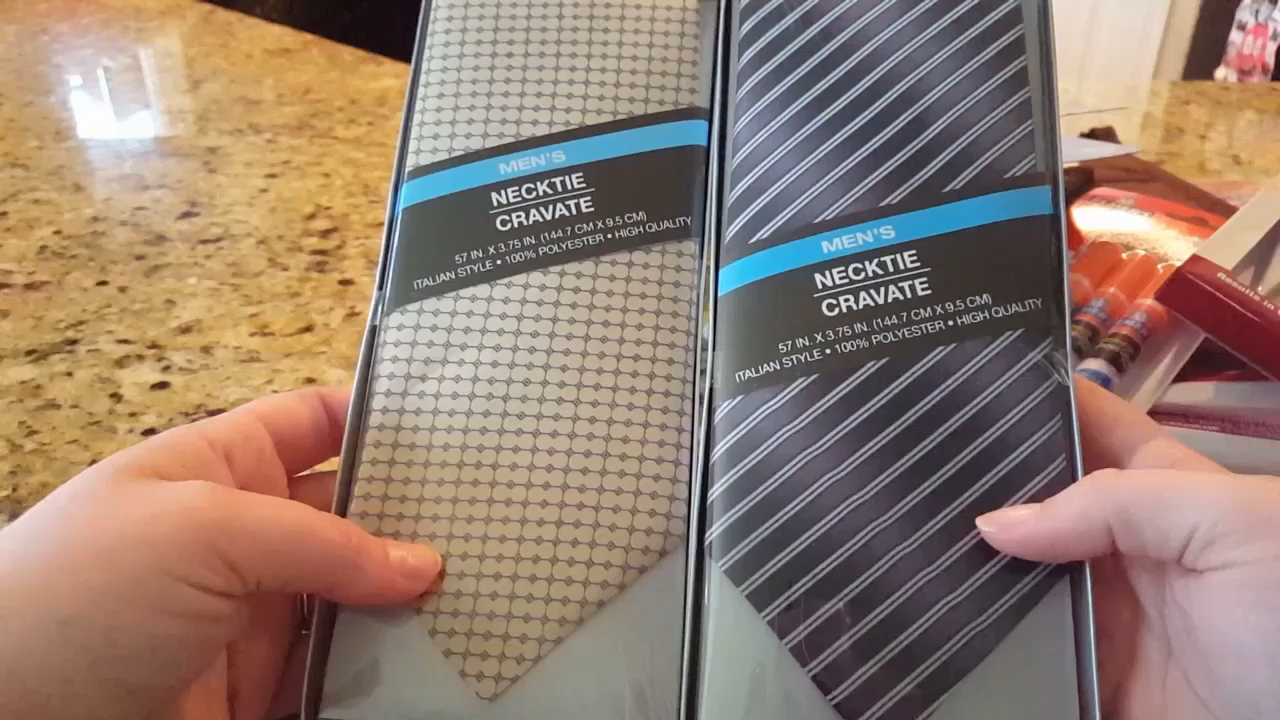 MEN'S
NECKTIE
CRAVATE
57 IN. X 3.75 IN. (144.7 CM X 9.5 CM)
ITALIAN STYLE • 100% POLYESTER • HIGH QUALITY
MEN'S
NECKTIE
CRAVATE
57 IN. X 3.75 IN. (144.7 CM X 9.5 CM)
ITALIAN STYLE • 100% POLYESTER • HIGH QUALITY
Results in